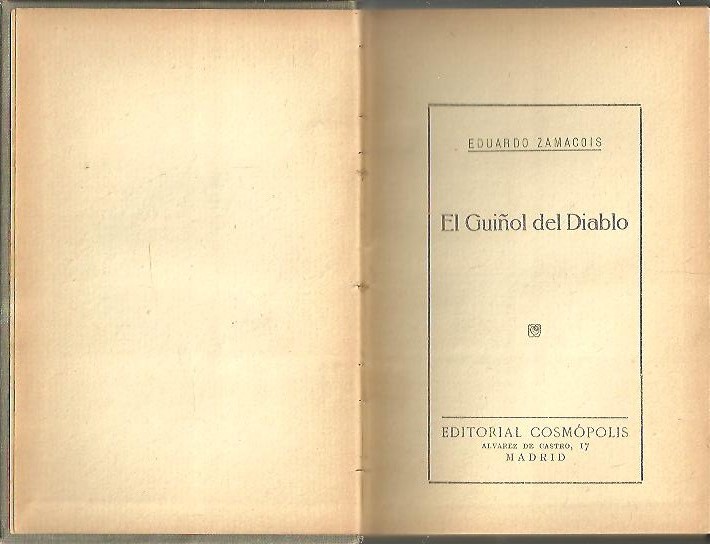 EDUARDO ZAMACOIS
El Guiñol del Diablo
EDITORIAL COSMÓPOLIS
ALVAREZ DE CASTRO, 17
MADRID